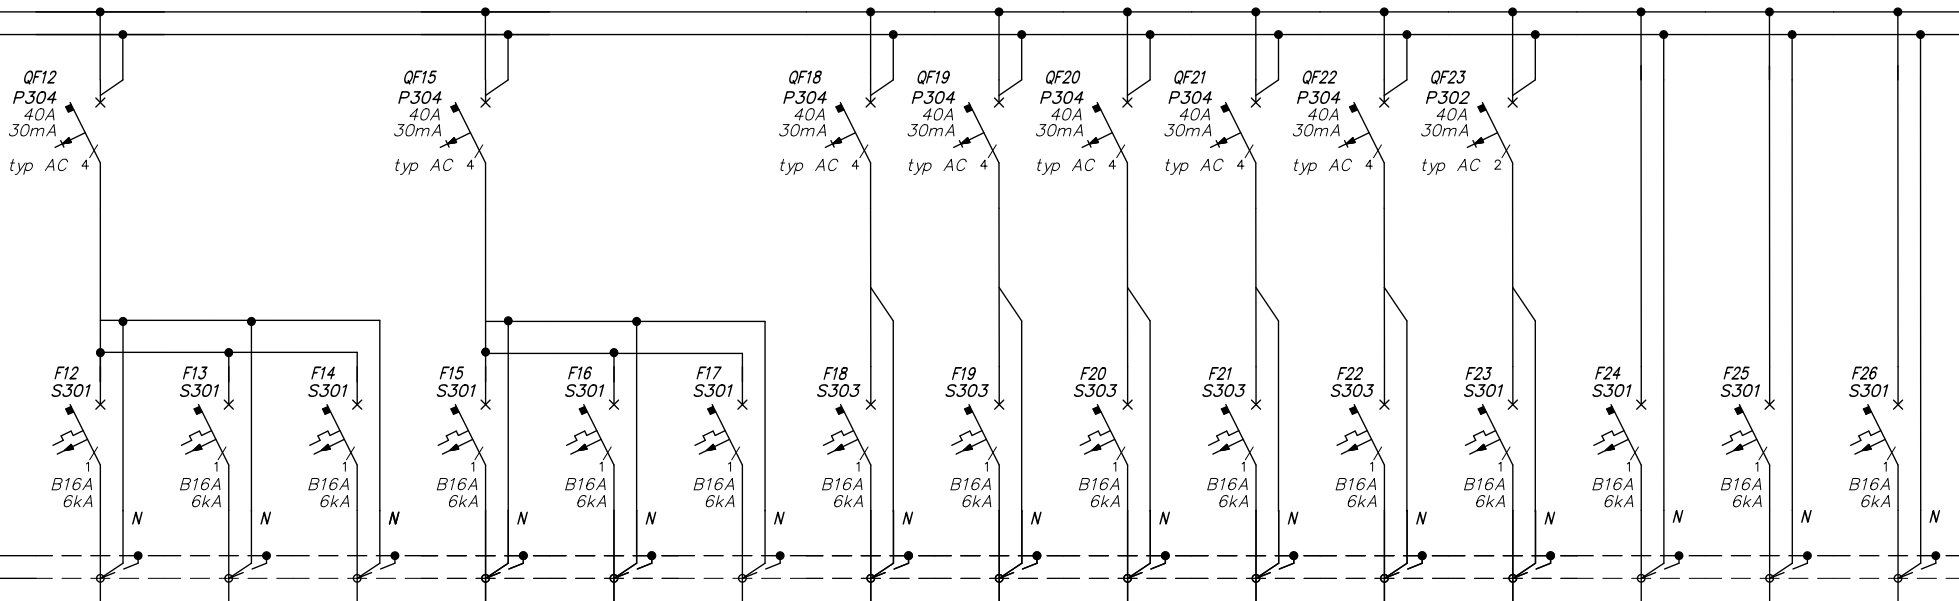 QF12
P304
40A
30mA
typ AC 4
QF15
P304
40A
30mA
typ AC 4
QF18
P304
40A
30mA
typ AC 4
QF19
P304
40A
30mA
typ AC 4
QF20
P304
40A
30mA
typ AC 4
QF21
P304
40A
30mA
typ AC 4
QF22
P304
40A
30mA
typ AC 4
QF23
P302
40A
30mA
typ AC 2
F12
S301
1
B16A
6kA
N
F13
S301
1
B16A
6kA
N
F14
S301
1
B16A
6kA
N
F15
S301
1
B16A
6kA
N
F16
S301
1
B16A
6kA
N
F17
S301
1
B16A
6kA
N
F18
S303
1
B16A
6kA
N
F19
S303
1
B16A
6kA
N
F20
S303
1
B16A
6kA
N
F21
S303
1
B16A
6kA
N
F22
S303
1
B16A
6kA
N
F23
S301
1
B16A
6kA
N
F24
S301
1
B16A
6kA
N
F25
S301
1
B16A
6kA
N
F26
S301
1
B16A
6kA
N